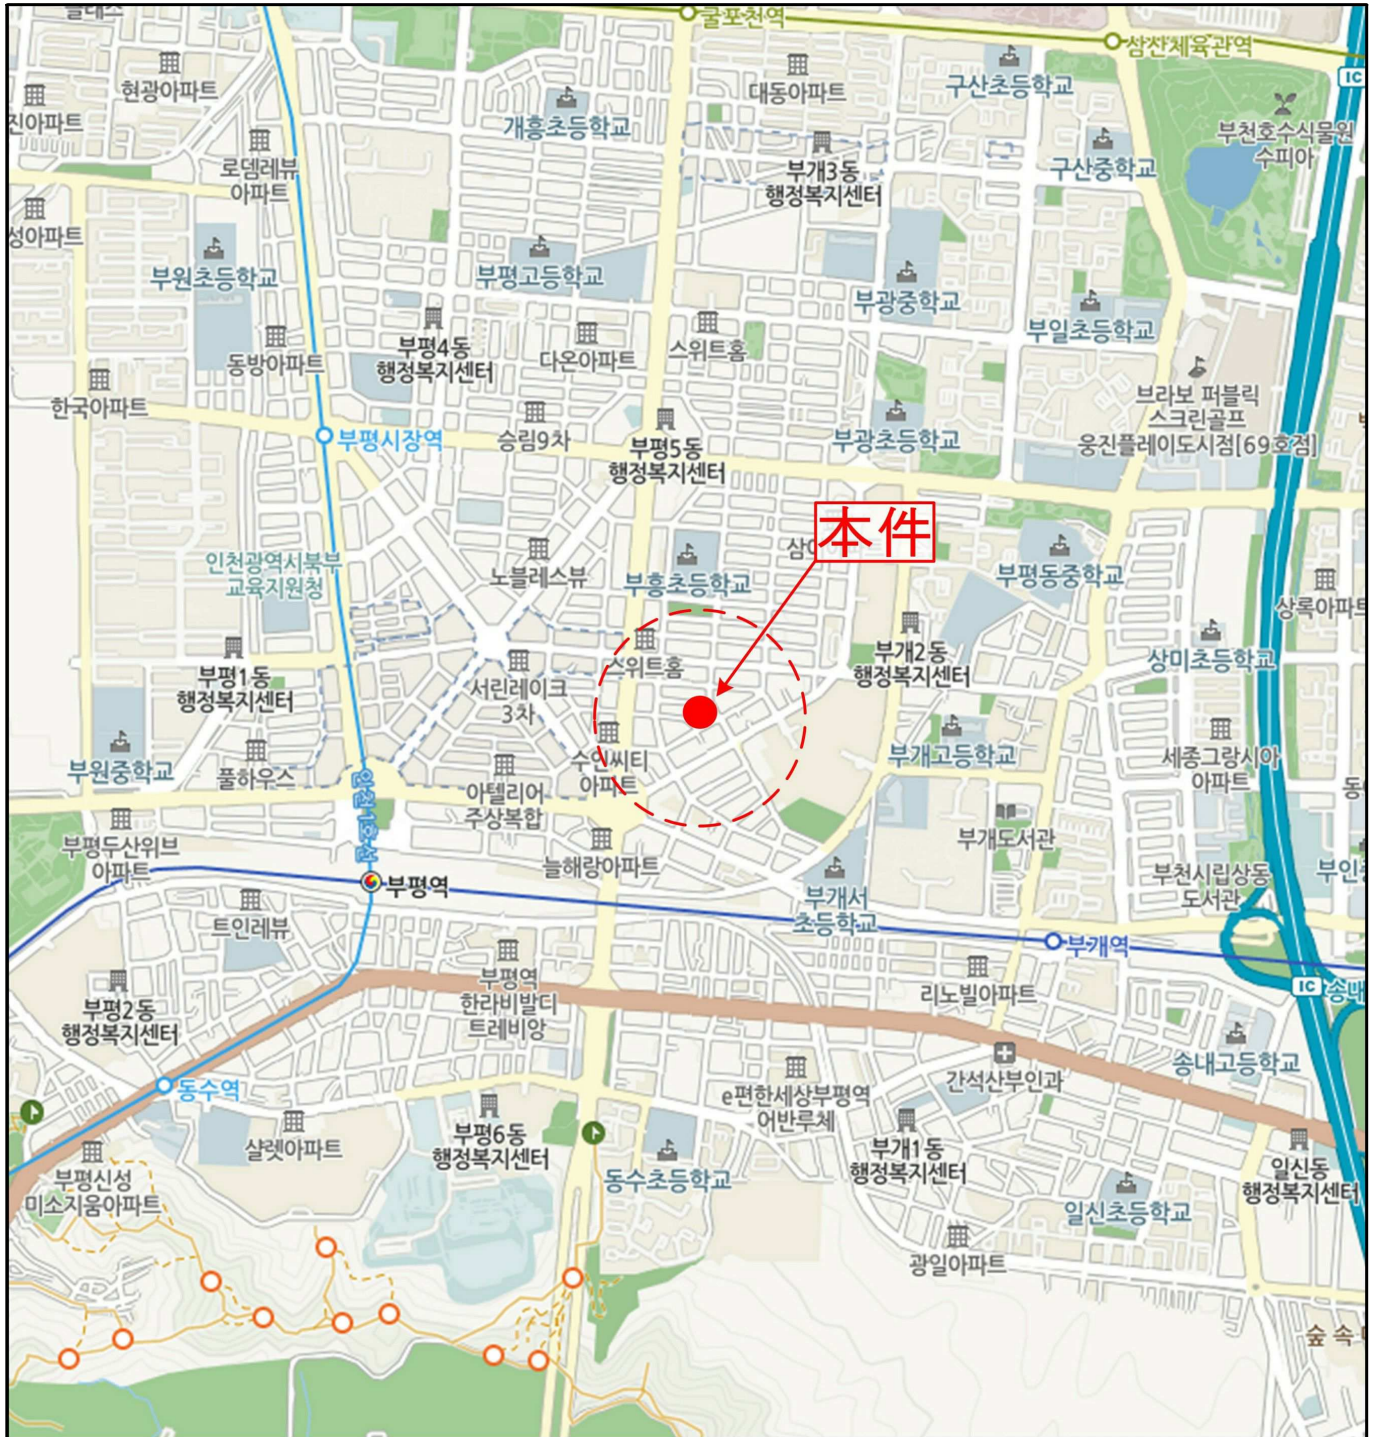 굴포천역
삼산체육관역
IC
현광아파트
대동아파트
구산초등학교
진아파트
개흥초등학교
부천호수식물원
수피아
로뎀레뷰
아파트
부개3동
행정복지센터
구산중학교
성아파트
부원초등학교
부평고등학교
부광중학교
부일초등학교
부평4동
행정복지센터
동방아파트
다온아파트
스위트홈
한국아파트
브라보 퍼블릭
스크린골프
웅진플레이도시점[69호점]
부평시장역
승림9차
부평5동
행정복지센터
부광초등학교
本件
인천광역시북부
교육지원청
노블레스뷰
부흥초등학교
부평동중학교
상록아파트
부평1동
행정복지센터
서린레이크
3차
스위트홈
부개2동
행정복지센터
상미초등학교
부원중학교
풀하우스
수인씨티
아파트
부개고등학교
세종그랑시아
아파트
인천1호선
아텔리어
주상복합
부평두산위브
아파트
늘해랑아파트
부개도서관
부평역
트인레뷰
부개서
초등학교
부천시립상동
도서관
부개역
부평역
한라비발디
트레비앙
리노빌아파트
IC
송내
부평2동
행정복지센터
송내고등학교
동수역
e편한세상부평역
어반루체
간석산부인과
샬렛아파트
부평6동
행정복지센터
부개1동
행정복지센터
부평신성
미소지움아파트
동수초등학교
일신초등학교
일신동
행정복지센터
광일아파트
숲 속